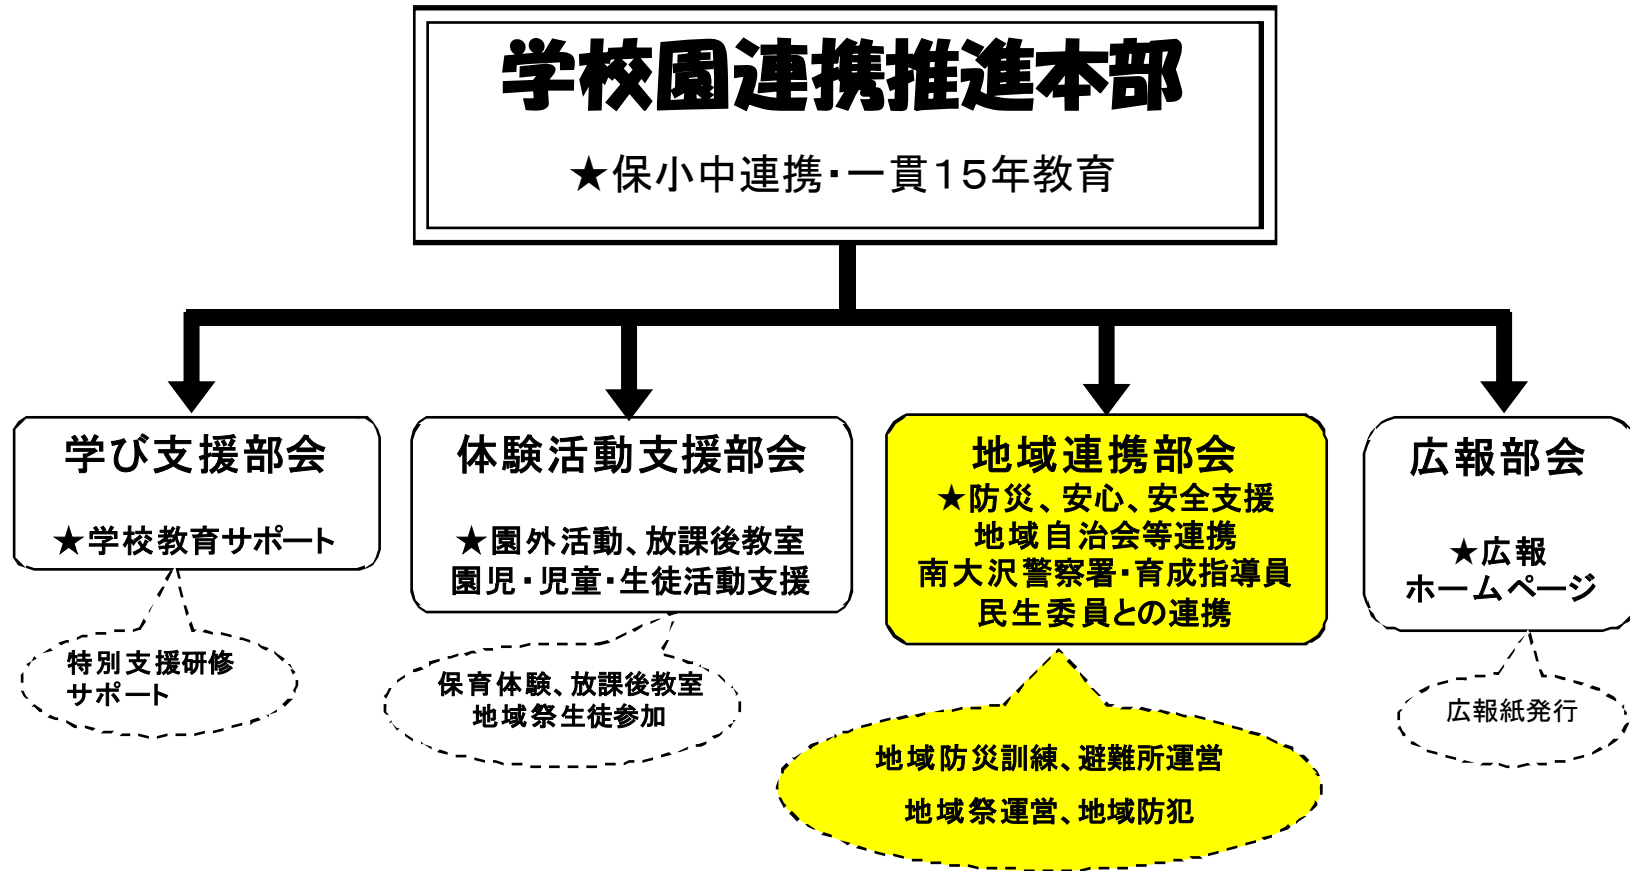 学校園連携推進本部
★保小中連携・一貫１５年教育
学び支援部会
★学校教育サポート
特別支援研修
サポート
体験活動支援部会
★園外活動、放課後教室
園児・児童・生徒活動支援
保育体験、放課後教室
地域祭生徒参加
地域連携部会
★防災、安心、安全支援
地域自治会等連携
南大沢警察署・育成指導員
民生委員との連携
地域防災訓練、避難所運営
地域祭運営、地域防犯
広報部会
★広報
ホームページ
広報紙発行